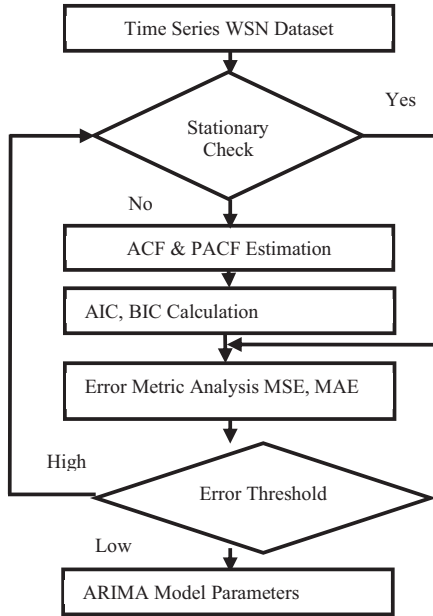 Time Series WSN Dataset
Yes
Stationary
Check
No
ACF & PACF Estimation
AIC, BIC Calculation
Error Metric Analysis MSE, MAE
High
Error Threshold
Low
ARIMA Model Parameters